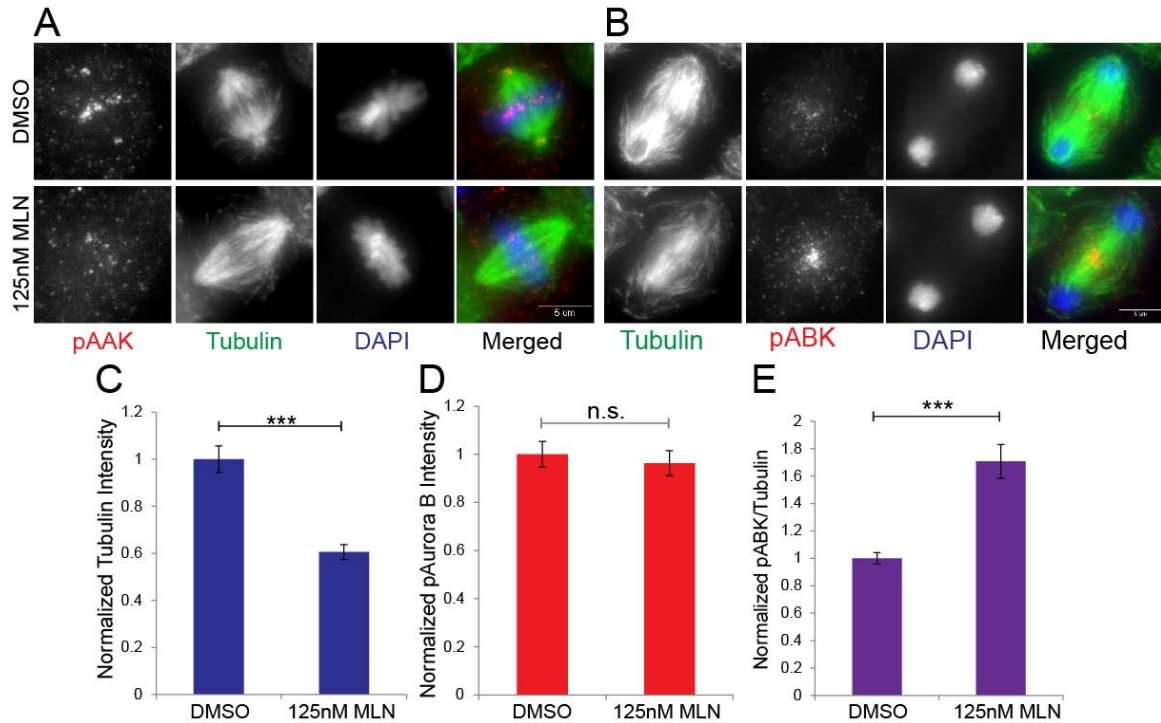 A
B
DMSO
125nM MLN
5 um
5 um
pAAK
Tubulin
DAPI
Merged
Tubulin
pABK
DAPI
Merged
C
Normalized Tubulin Intensity
1.2
1
0.8
0.6
0.4
0.2
0
***
DMSO
125nM MLN
D
Normalized pAurora B Intensity
1.2
1
0.8
0.6
0.4
0.2
0
n.s.
DMSO
125nM MLN
E
Normalized pABK/Tubulin
2
1.8
1.6
1.4
1.2
1
0.8
0.6
0.4
0.2
0
***
DMSO
125nM MLN